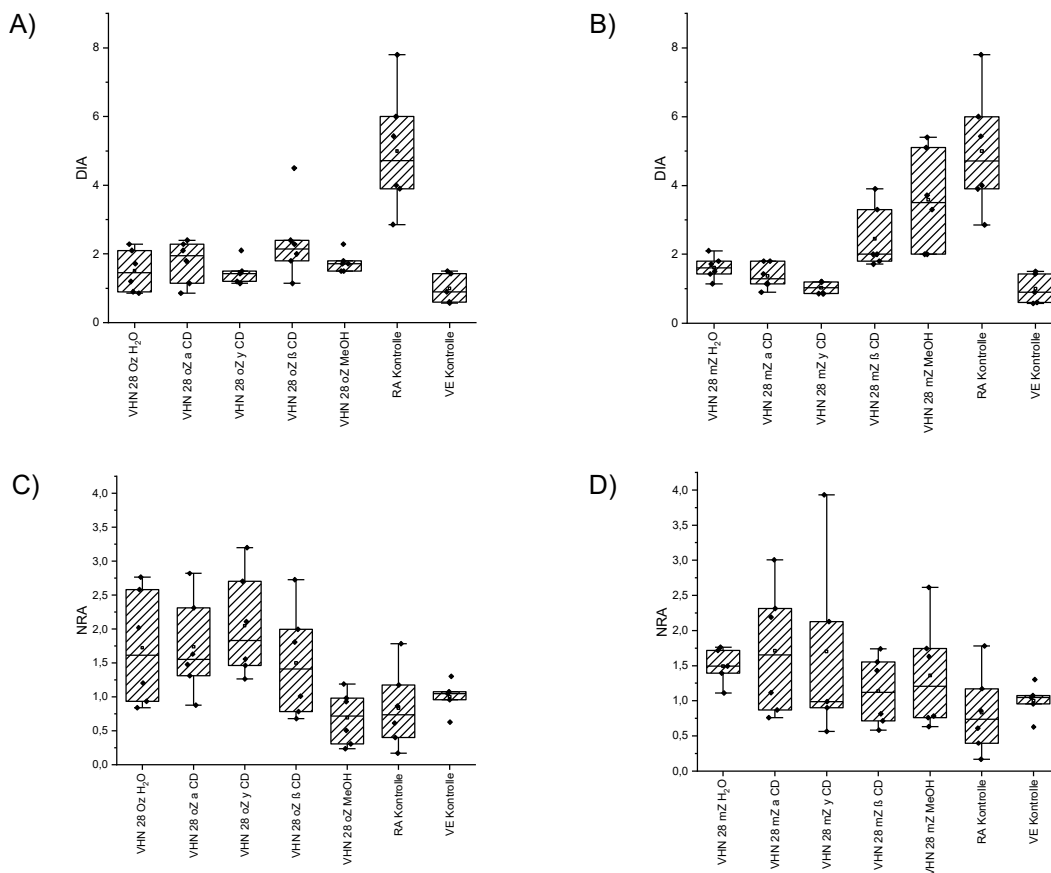 A)
8
6
4
2
0
DIA
VHN 28 Oz H₂O
VHN 28 oZ a CD
VHN 28 oZ y CD
VHN 28 oZ ß CD
VHN 28 oZ MeOH
RA Kontrolle
VE Kontrolle
B)
8
6
4
2
0
DIA
VHN 28 mZ H₂O
VHN 28 mZ a CD
VHN 28 mZ y CD
VHN 28 mZ ß CD
VHN 28 mZ MeOH
RA Kontrolle
VE Kontrolle
C)
4,0
3,5
3,0
2,5
2,0
1,5
1,0
0,5
0,0
NRA
VHN 28 Oz H₂O
VHN 28 oZ a CD
VHN 28 oZ y CD
VHN 28 oZ ß CD
VHN 28 oZ MeOH
RA Kontrolle
VE Kontrolle
D)
4,0
3,5
3,0
2,5
2,0
1,5
1,0
0,5
0,0
NRA
VHN 28 mZ H₂O
VHN 28 mZ a CD
VHN 28 mZ y CD
VHN 28 mZ ß CD
VHN 28 mZ MeOH
RA Kontrolle
VE Kontrolle